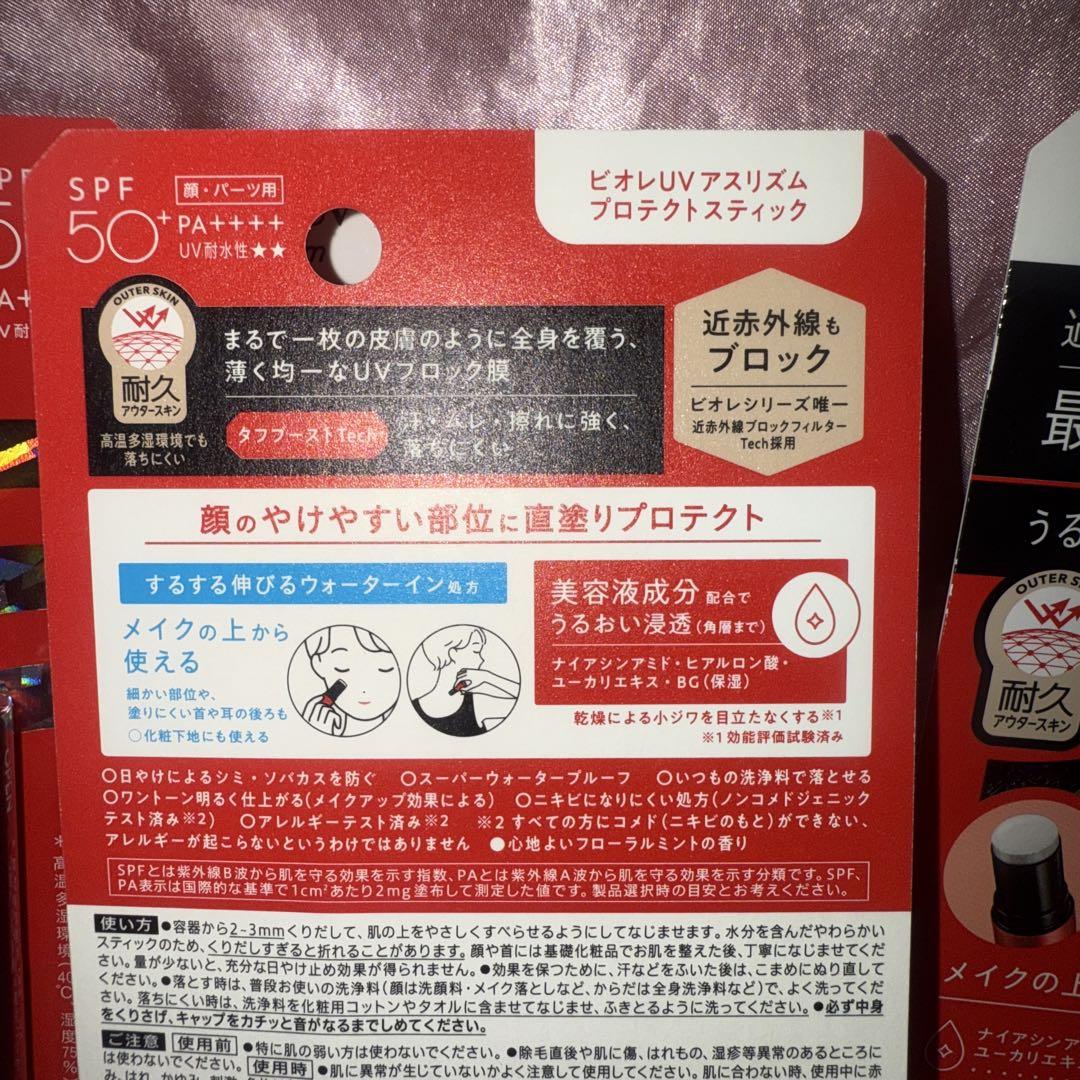 SPF
50+
顔・パーツ用
PA++++
UV耐水性★★
ビオレUV アスリズム
プロテクトスティック
OUTER SKIN
耐久
アウタースキン
高温多湿環境でも
落ちにくい
まるで一枚の皮膚のように全身を覆う、
薄く均一なUVブロック膜
タフブーストTech
汗・ムレ・擦れに強く、
落ちにくい
近赤外線も
ブロック
ビオレシリーズ唯一
近赤外線ブロックフィルター
Tech採用
顔のやけやすい部位に直塗りプロテクト
するする伸びるウォーターイン処方
メイクの上から
使える
細かい部位や、
塗りにくい首や耳の後ろも
○化粧下地にも使える
美容液成分配合で
うるおい浸透(角層まで)
ナイアシンアミド・ヒアルロン酸・
ユーカリエキス・BG(保湿)
乾燥による小ジワを目立たなくする※1
※1効能評価試験済み
○日やけによるシミ・ソバカスを防ぐ ○スーパーウォータープルーフ ○いつもの洗浄料で落とせる
○ワントーン明るく仕上がる(メイクアップ効果による) ○ニキビになりにくい処方(ノンコメドジェニック
テスト済み※2) ○アレルギーテスト済み※2 ※2 すべての方にコメド(ニキビのもと)ができない、
アレルギーが起こらないというわけではありません ●心地よいフローラルミントの香り
SPFとは紫外線B波から肌を守る効果を示す指数、PAとは紫外線A波から肌を守る効果を示す分類です。SPF、
PA表示は国際的な基準で1cm²あたり2mg塗布して測定した値です。製品選択時の目安とお考えください。
使い方 ●容器から2-3mmくりだして、肌の上をやさしくすべらせるようにしてなじませます。水分を含んだやわらかい
スティックのため、くりだしすぎると折れることがあります。顔や首には基礎化粧品でお肌を整えた後、丁寧になじませてくだ
さい。量が少ないと、充分な日やけ止め効果が得られません。●効果を保つために、汗などをふいた後は、こまめにぬり直して
ください。●落とす時は、普段お使いの洗浄料(顔は洗顔料・メイク落としなど、からだは全身洗浄料など)で、よく洗ってくだ
さい。落ちにくい時は、洗浄料を化粧用コットンやタオルに含ませてなじませ、ふきとるように洗ってください。●必ず中身
をくりさげ、キャップをカチッと音がなるまでしめてください。
ご注意 使用前 ●特に肌の弱い方は使わないでください。●除毛直後や肌に傷、はれもの、湿疹等異常のあるところに
は使わないでください。使用時 ●肌に異常が生じていないかよく注意して使用してください。肌に合わない時、使用中に赤
最
うる
OUTER S
耐久
アウタースキン
メイクの上
ナイアシンア
ユーカリエキ